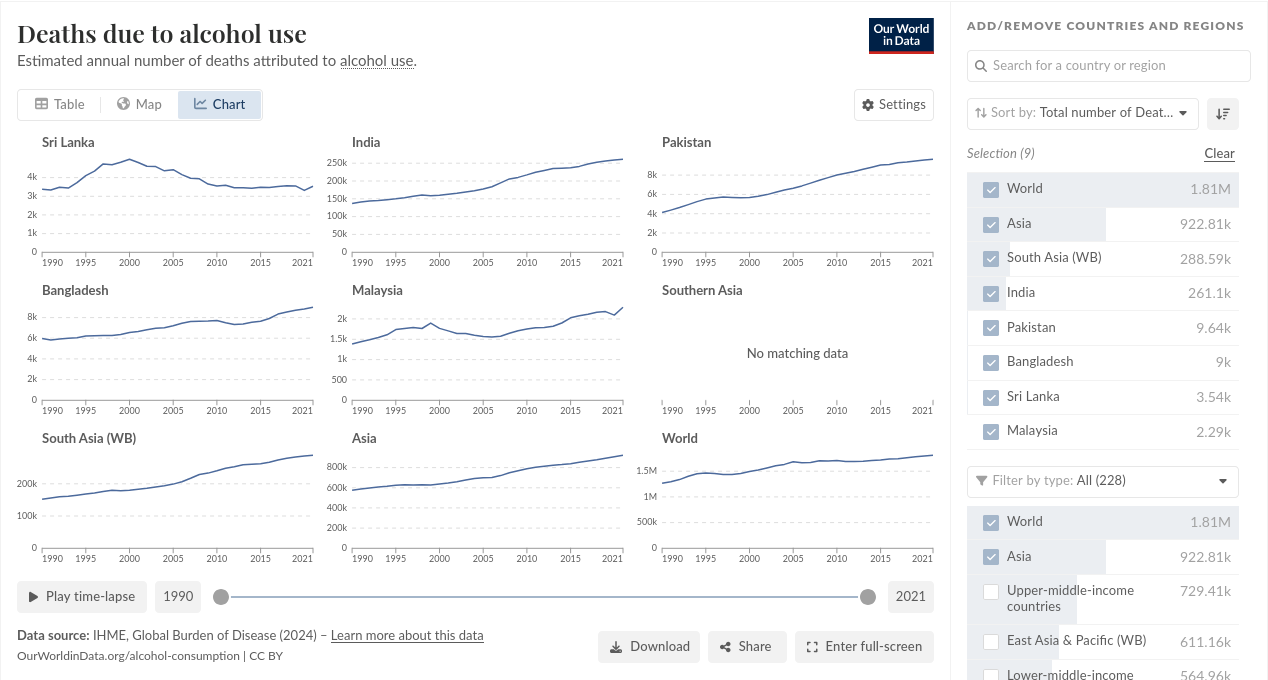 Deaths due to alcohol use
Estimated annual number of deaths attributed to alcohol use.
Our World
in Data
Table
Map
Chart
Settings
Sri Lanka
4k
3k
2k
1k
0
1990 1995 2000 2005 2010 2015 2021
India
250k
200k
150k
100k
50k
0
1990 1995 2000 2005 2010 2015 2021
Pakistan
8k
6k
4k
2k
0
1990 1995 2000 2005 2010 2015 2021
Bangladesh
8k
6k
4k
2k
0
1990 1995 2000 2005 2010 2015 2021
Malaysia
2k
1.5k
1k
500
0
1990 1995 2000 2005 2010 2015 2021
Southern Asia
No matching data
1990 1995 2000 2005 2010 2015 2021
South Asia (WB)
200k
100k
0
1990 1995 2000 2005 2010 2015 2021
Asia
800k
600k
400k
200k
0
1990 1995 2000 2005 2010 2015 2021
World
1.5M
1M
500k
0
1990 1995 2000 2005 2010 2015 2021
Play time-lapse
1990
2021
Data source: IHME, Global Burden of Disease (2024) – Learn more about this data
OurWorldinData.org/alcohol-consumption | CC BY
Download
Share
Enter full-screen
ADD/REMOVE COUNTRIES AND REGIONS
Search for a country or region
Sort by: Total number of Deat...
Selection (9)
Clear
World 1.81M
Asia 922.81k
South Asia (WB) 288.59k
India 261.1k
Pakistan 9.64k
Bangladesh 9k
Sri Lanka 3.54k
Malaysia 2.29k
Filter by type: All (228)
World 1.81M
Asia 922.81k
Upper-middle-income
countries
729.41k
East Asia & Pacific (WB) 611.16k
Lower-middle-income 564.96k